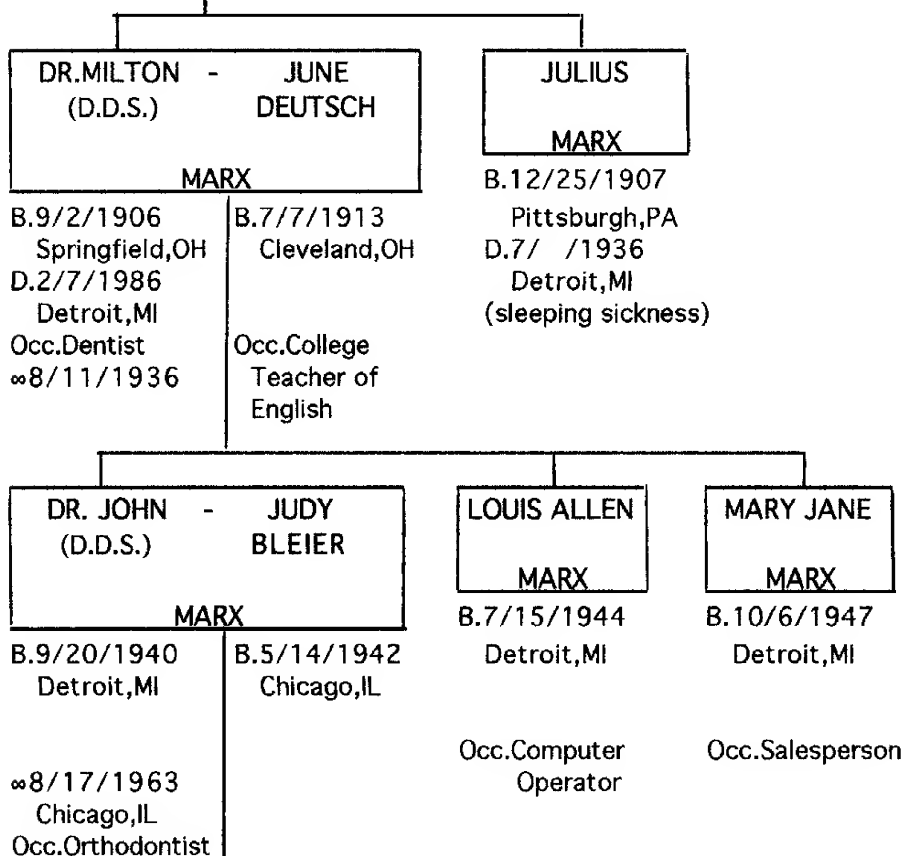 DR.MILTON - JUNE
(D.D.S.) DEUTSCH
MARX
B.9/2/1906 B.7/7/1913
Springfield,OH Cleveland,OH
D.2/7/1986
Detroit,MI
Occ.Dentist Occ.College
∞8/11/1936 Teacher of
English
JULIUS
MARX
B.12/25/1907
Pittsburgh,PA
D.7/ /1936
Detroit,MI
(sleeping sickness)
DR. JOHN - JUDY
(D.D.S.) BLEIER
MARX
B.9/20/1940 B.5/14/1942
Detroit,MI Chicago,IL
∞8/17/1963
Chicago,IL
Occ.Orthodontist
LOUIS ALLEN
MARX
B.7/15/1944
Detroit,MI
Occ.Computer
Operator
MARY JANE
MARX
B.10/6/1947
Detroit,MI
Occ.Salesperson